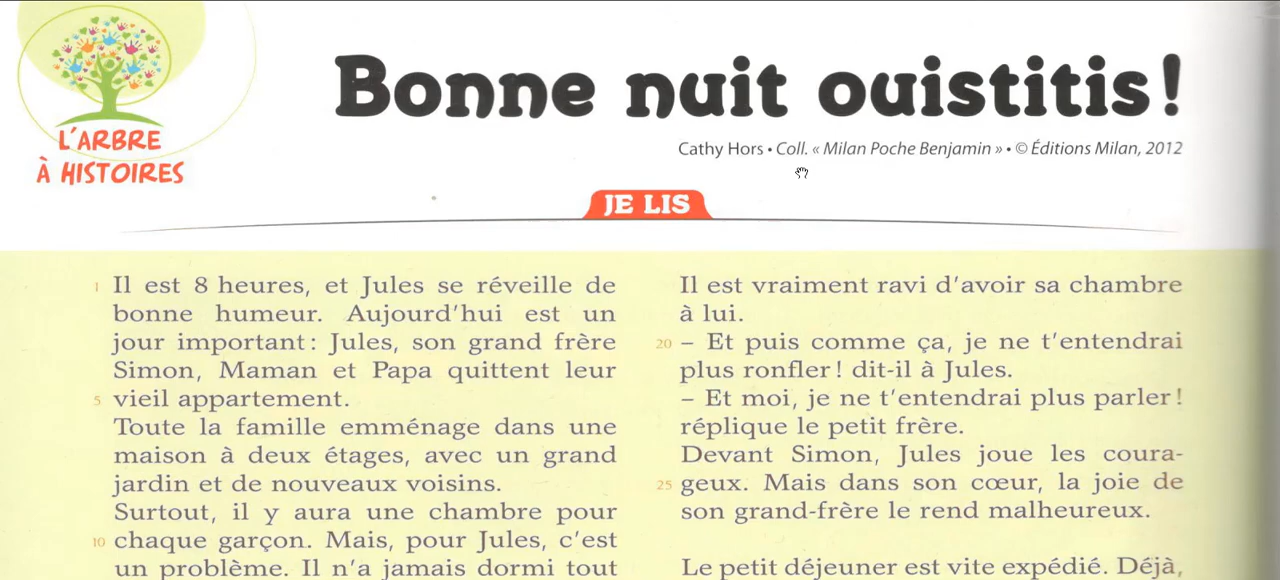 L'ARBRE
À HISTOIRES
Bonne nuit ouistitis !
Cathy Hors • Coll. « Milan Poche Benjamin » • © Éditions Milan, 2012
JE LIS
1 Il est 8 heures, et Jules se réveille de
bonne humeur. Aujourd'hui est un
jour important : Jules, son grand frère
Simon, Maman et Papa quittent leur
5 vieil appartement.
Toute la famille emménage dans une
maison à deux étages, avec un grand
jardin et de nouveaux voisins.
Surtout, il y aura une chambre pour
10 chaque garçon. Mais, pour Jules, c'est
un problème. Il n'a jamais dormi tout
Il est vraiment ravi d'avoir sa chambre
à lui.
20 – Et puis comme ça, je ne t'entendrai
plus ronfler ! dit-il à Jules.
– Et moi, je ne t'entendrai plus parler !
réplique le petit frère.
Devant Simon, Jules joue les coura-
25 geux. Mais dans son cœur, la joie de
son grand-frère le rend malheureux.
Le petit déjeuner est vite expédié. Déjà,